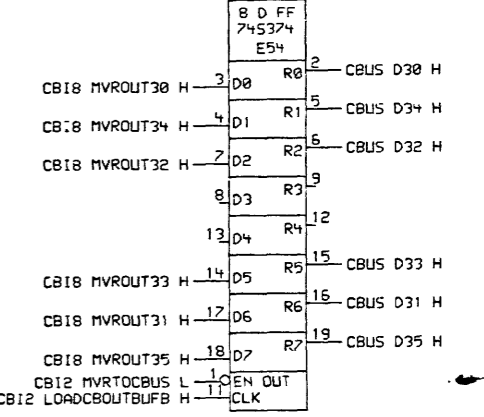 8 D FF
74S374
E54
CBI8 MVROUT30 H 3 D0 R0 2 CBUS D30 H
CBI8 MVROUT34 H 4 D1 R1 5 CBUS D34 H
CBI8 MVROUT32 H 7 D2 R2 6 CBUS D32 H
8 D3 R3 9
13 D4 R4 12
CBI8 MVROUT33 H 14 D5 R5 15 CBUS D33 H
CBI8 MVROUT31 H 17 D6 R6 16 CBUS D31 H
CBI8 MVROUT35 H 18 D7 R7 19 CBUS D35 H
CBI2 MVRTOCBUS L 1 EN OUT
CBI2 LOADCBOUTBUFB H 11 CLK